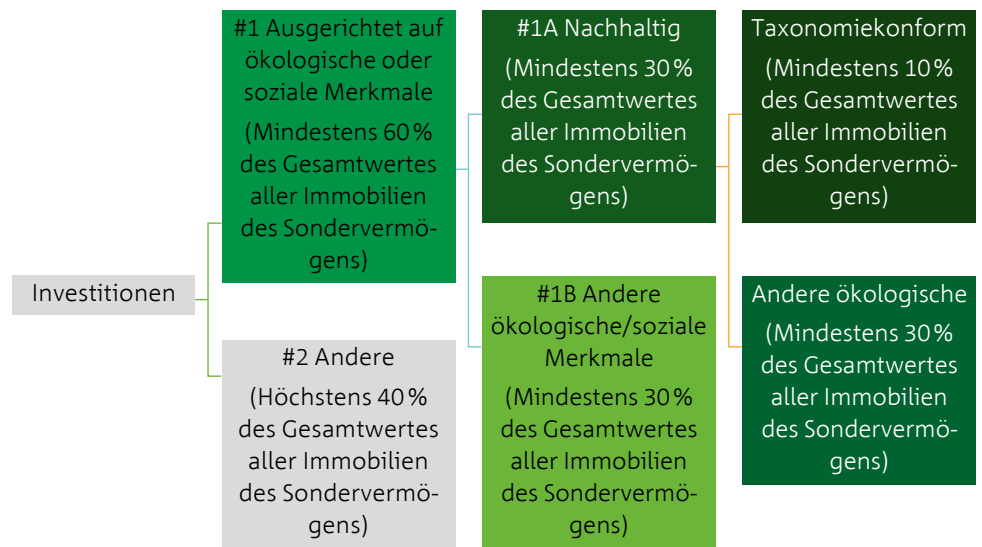 Investitionen
#1 Ausgerichtet auf
ökologische oder
soziale Merkmale
(Mindestens 60 %
des Gesamtwertes
aller Immobilien
des Sondervermö-
gens)
#2 Andere
(Höchstens 40 %
des Gesamtwertes
aller Immobilien
des Sondervermö-
gens)
#1A Nachhaltig
(Mindestens 30 %
des Gesamtwertes
aller Immobilien
des Sondervermö-
gens)
#1B Andere
ökologische/soziale
Merkmale
(Mindestens 30 %
des Gesamtwertes
aller Immobilien
des Sondervermö-
gens)
Taxonomiekonform
(Mindestens 10 %
des Gesamtwertes
aller Immobilien
des Sondervermö-
gens)
Andere ökologische
(Mindestens 30 %
des Gesamtwertes
aller Immobilien
des Sondervermö-
gens)